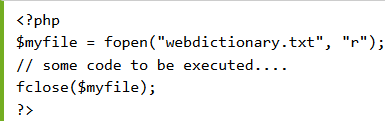 <?php
$myfile = fopen("webdictionary.txt", "r");
// some code to be executed....
fclose($myfile);
?>